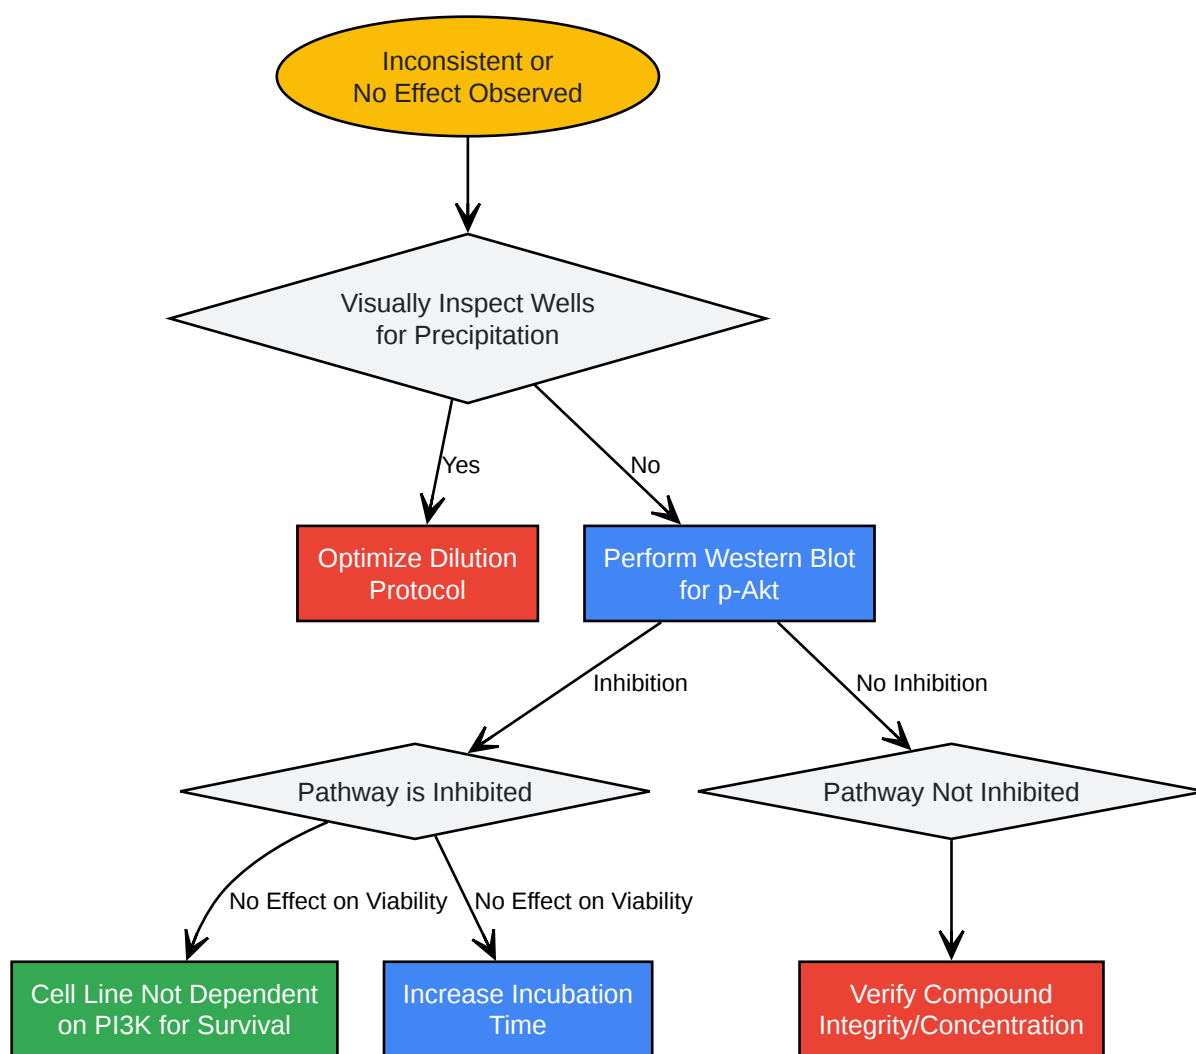 Inconsistent or
No Effect Observed
Visually Inspect Wells
for Precipitation
Yes
No
Optimize Dilution
Protocol
Perform Western Blot
for p-Akt
Inhibition
No Inhibition
Pathway is Inhibited
Pathway Not Inhibited
No Effect on Viability
No Effect on Viability
Cell Line Not Dependent
on PI3K for Survival
Increase Incubation
Time
Verify Compound
Integrity/Concentration